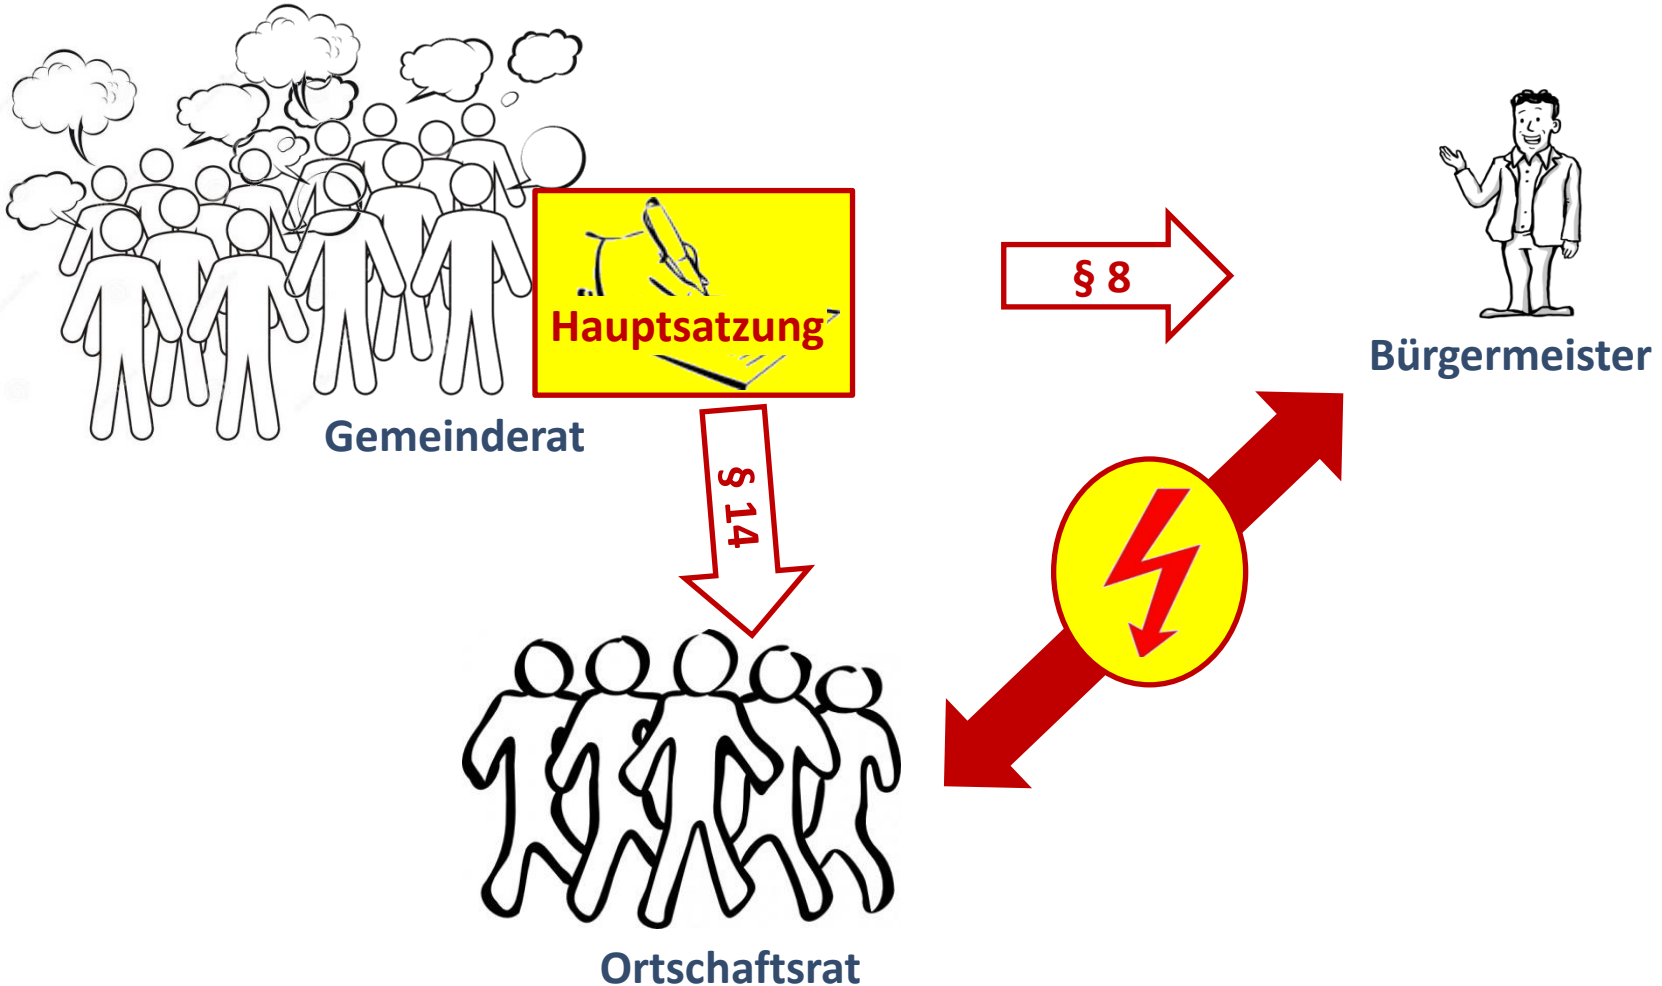 Hauptsatzung
§ 8
Bürgermeister
Gemeinderat
§ 14
Ortschaftsrat